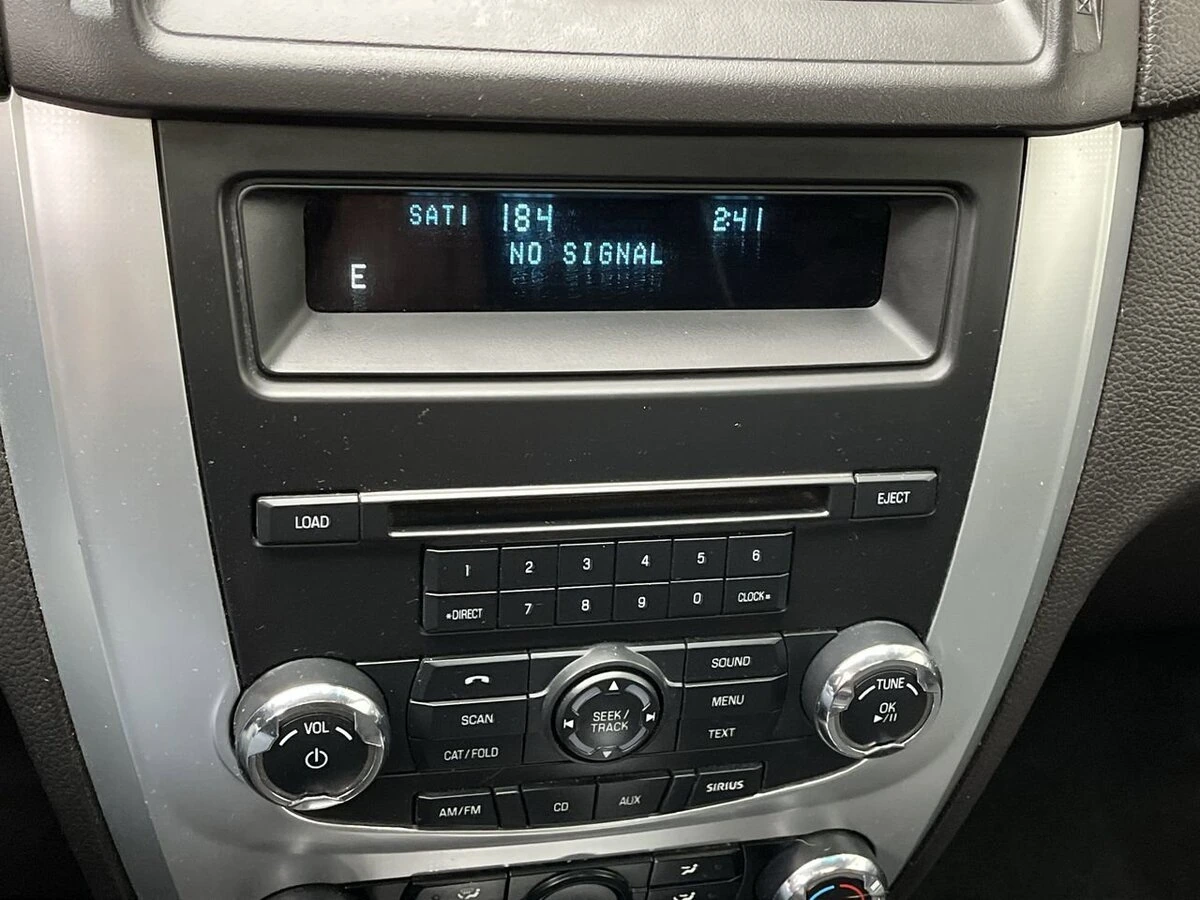 SAT1 184 2:41
NO SIGNAL
E
LOAD
EJECT
1 2 3 4 5 6
*DIRECT 7 8 9 0 CLOCK
SOUND
SCAN
MENU
CAT/FOLD
TEXT
SEEK/
TRACK
VOL
TUNE
OK
AM/FM CD AUX SIRIUS